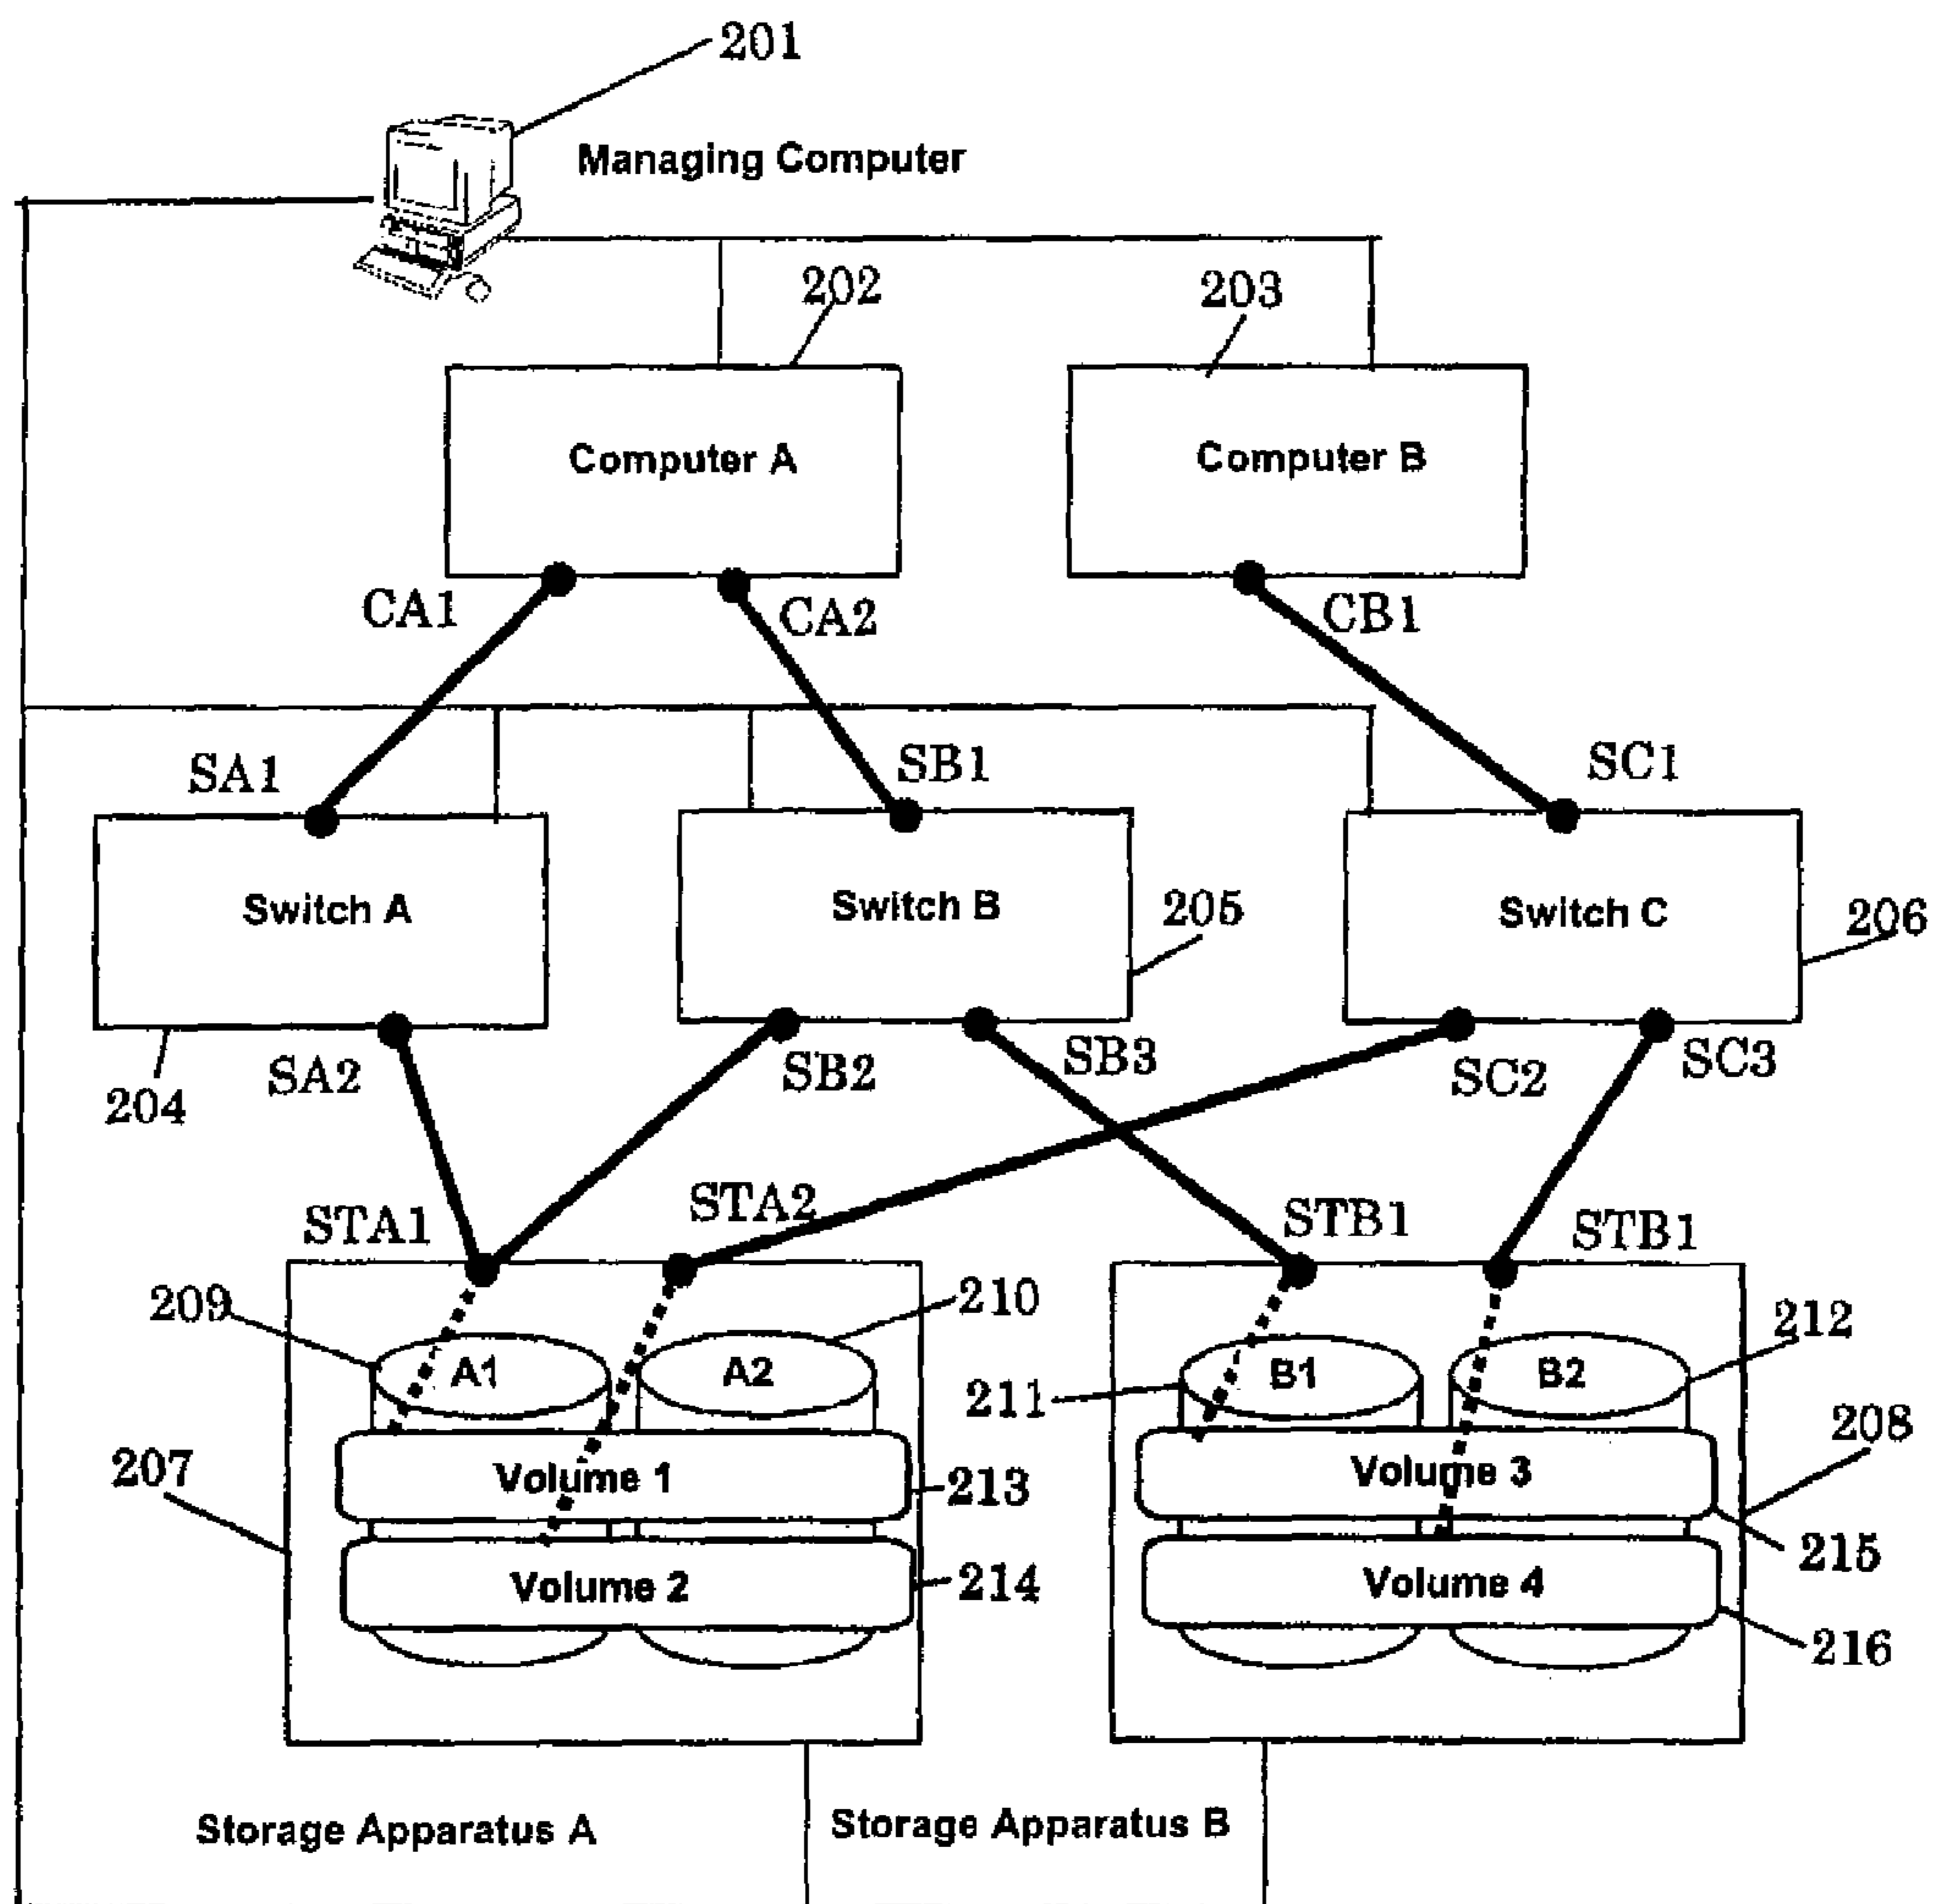 201
Managing Computer
202
203
Computer A
Computer B
CA1
CA2
CB1
SA1
SB1
SC1
Switch A
Switch B
205
Switch C
206
204
SA2
SB2
SB3
SC2
SC3
STA1
STA2
STB1
STB1
209
A1
A2
210
211
B1
B2
212
207
Volume 1
213
Volume 3
208
Volume 2
214
Volume 4
215
216
Storage Apparatus A
Storage Apparatus B